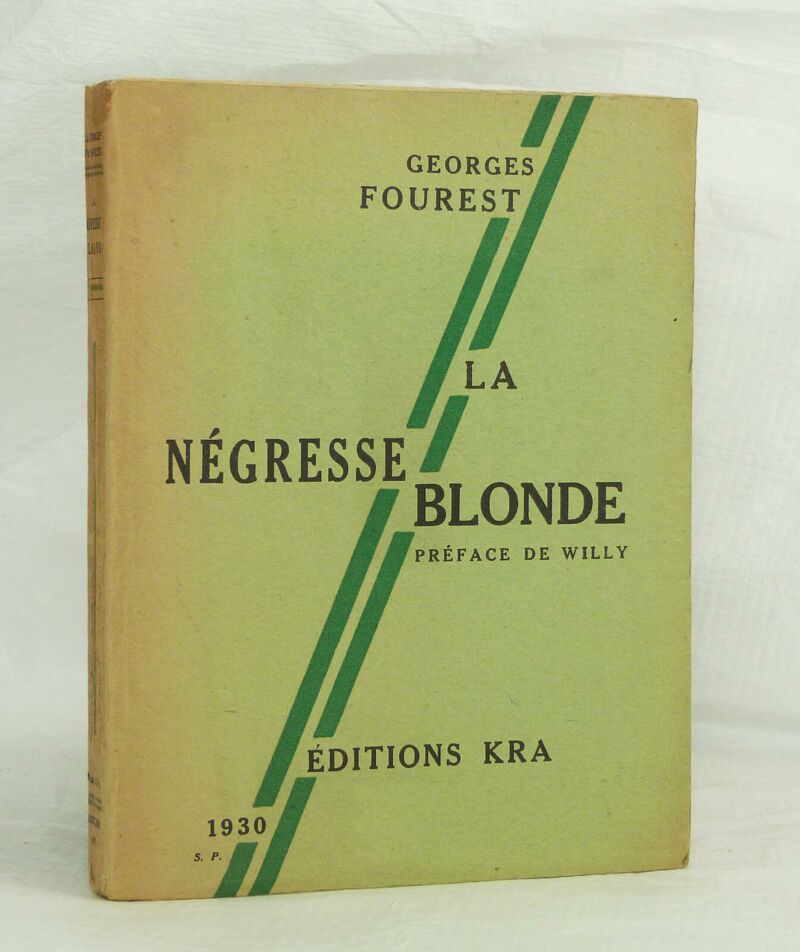 GEORGES
FOUREST
LA
NÉGRESSE
BLONDE
PRÉFACE DE WILLY
ÉDITIONS KRA
1930
S. P.